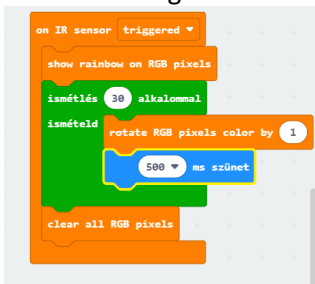 on IR sensor triggered
show rainbow on RGB pixels
ismétlés 30 alkalommal
ismételd
rotate RGB pixels color by 1
500 ms szünet
clear all RGB pixels